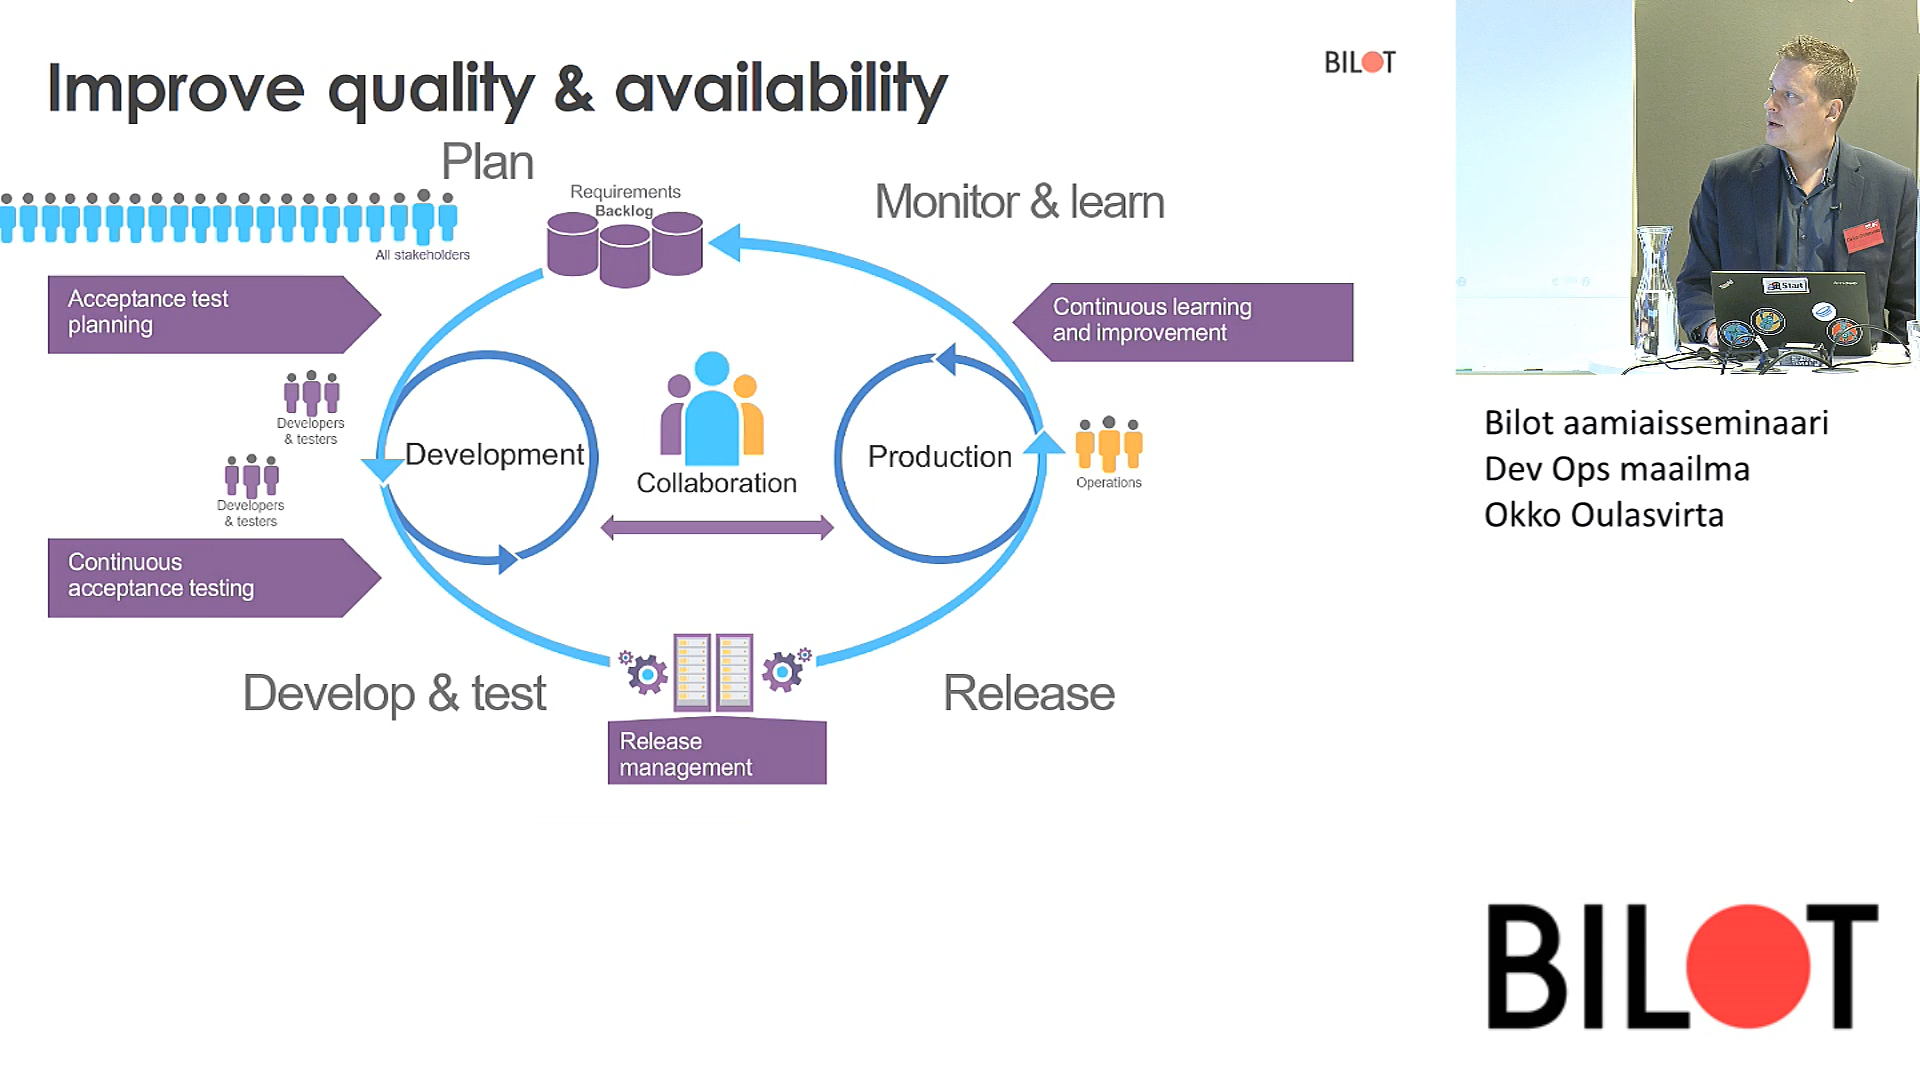 Improve quality & availability
BILOT
Plan
Requirements
Backlog
Monitor & learn
All stakeholders
Acceptance test
planning
Continuous learning
and improvement
Developers
& testers
Development
Collaboration
Production
Operations
Developers
& testers
Continuous
acceptance testing
Develop & test
Release
Release
management
Start
Bilot aamiaisseminaari
Dev Ops maailma
Okko Oulasvirta
BILOT